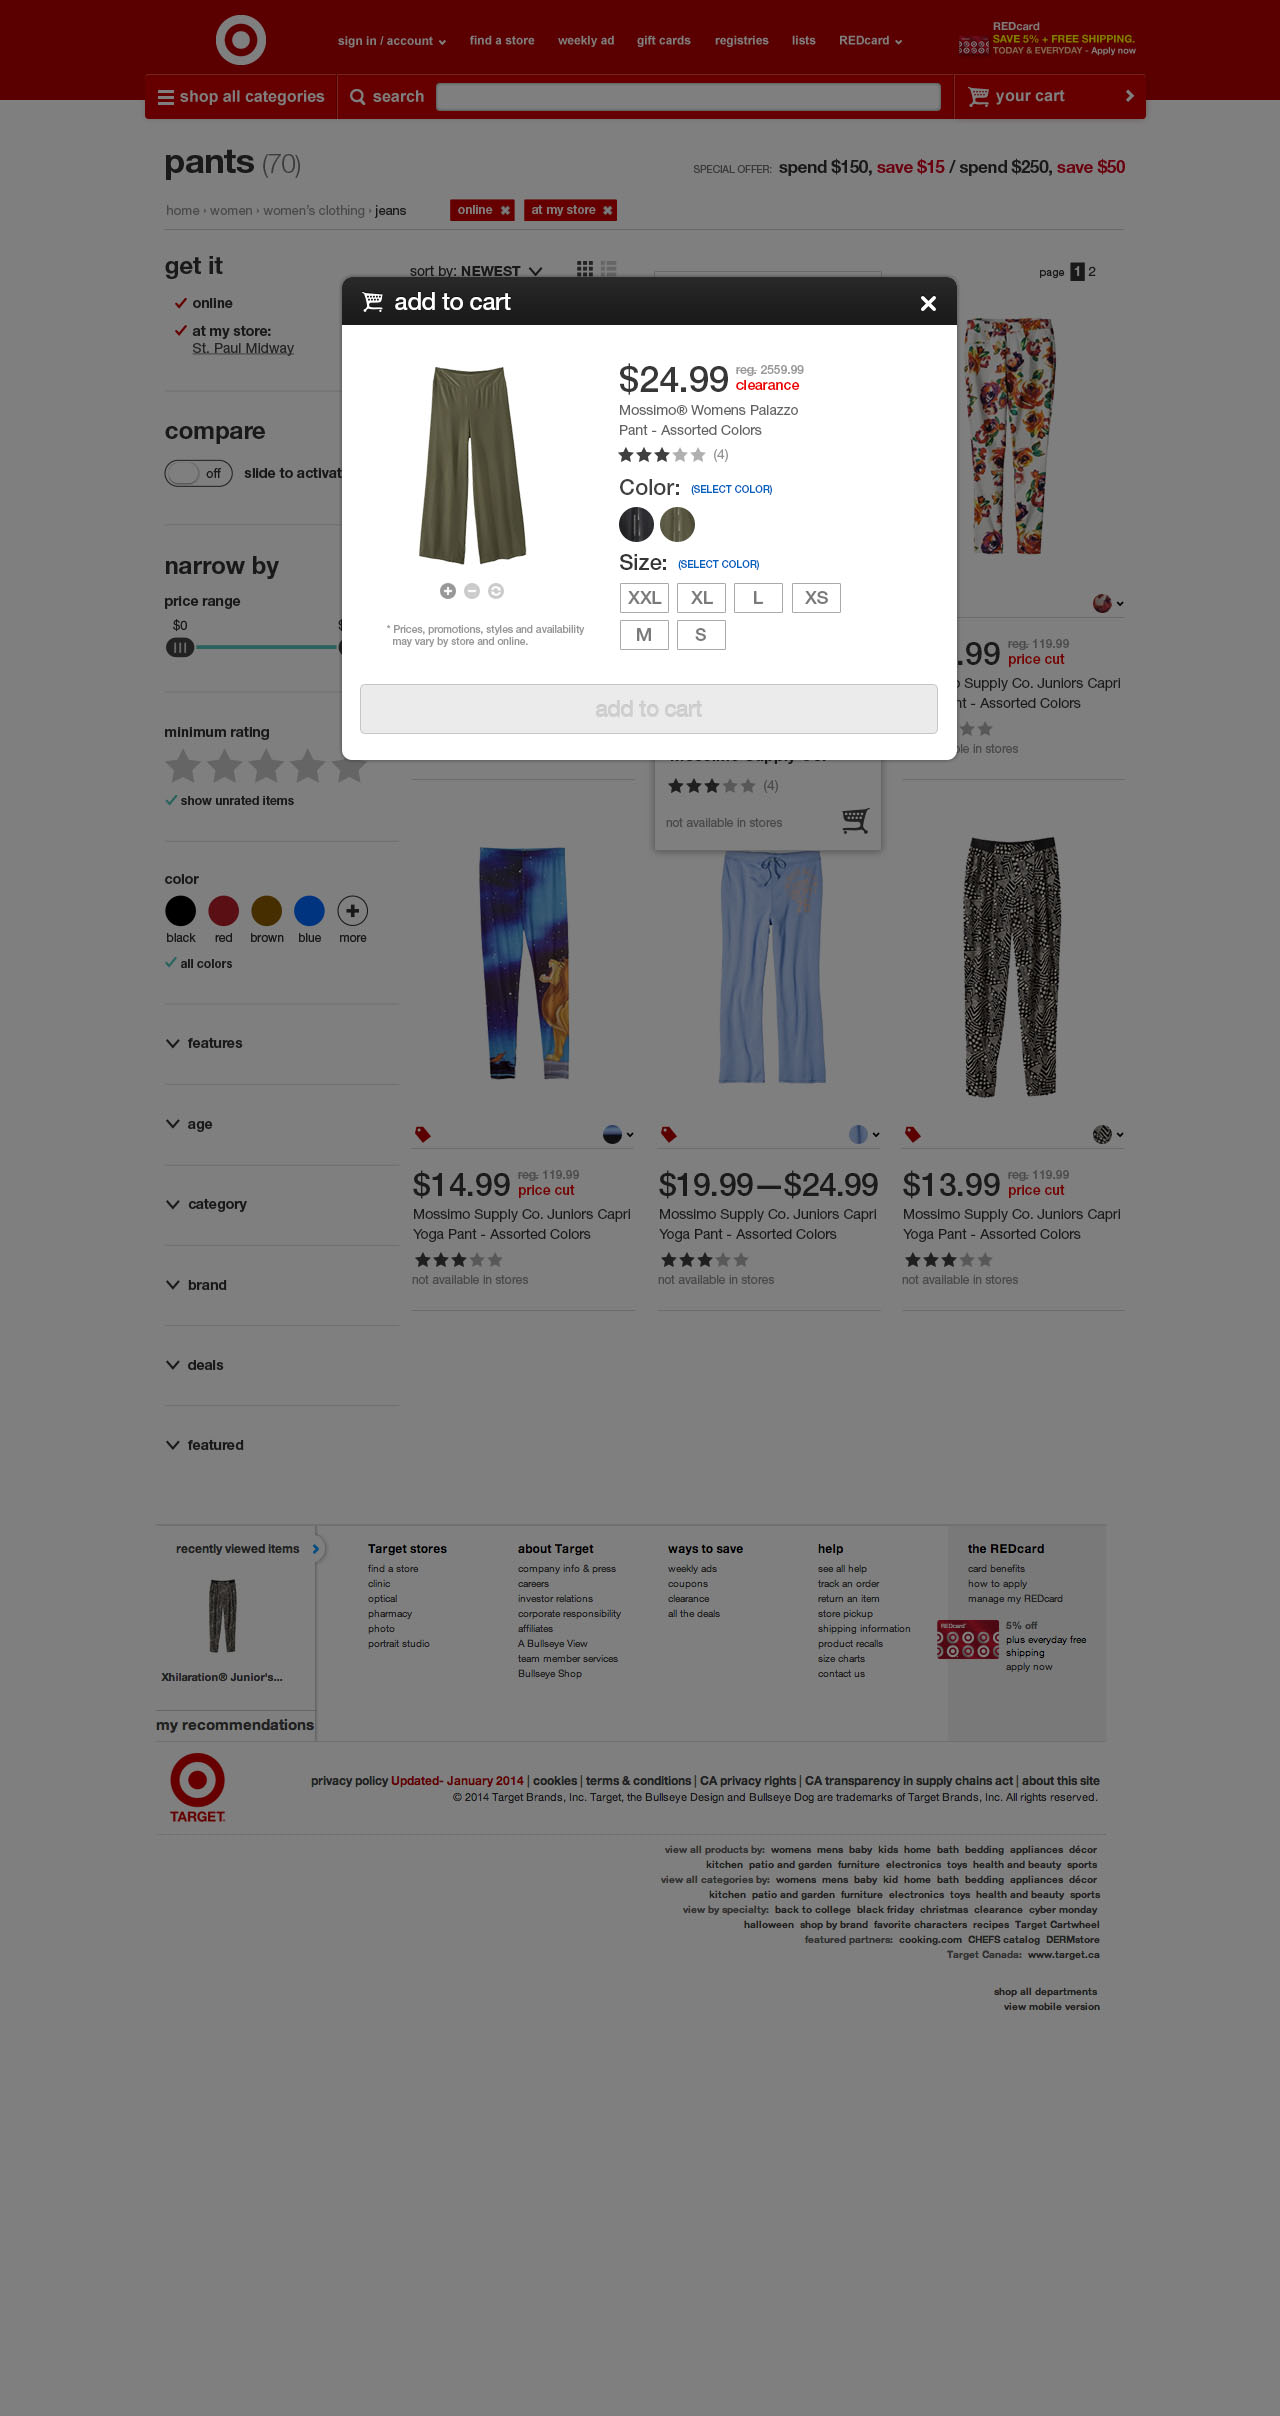 sign in / account
find a store
weekly ad
gift cards
registries
lists
REDcard
REDcard
SAVE 5% + FREE SHIPPING.
TODAY & EVERYDAY - Apply now
shop all categories
search
your cart
pants (70)
SPECIAL OFFER: spend $150, save $15 / spend $250, save $50
home › women › women's clothing › jeans
online
at my store
get it
sort by: NEWEST
page 1 2
online
at my store:
St. Paul Midway
compare
off slide to activat
narrow by
price range
$0
minimum rating
show unrated items
color
black red brown blue more
all colors
features
age
category
brand
deals
featured
add to cart
$24.99
reg. 2559.99
clearance
Mossimo® Womens Palazzo
Pant - Assorted Colors
(4)
Color: (SELECT COLOR)
Size: (SELECT COLOR)
XXL XL L XS
M S
* Prices, promotions, styles and availability
may vary by store and online.
add to cart
.99
reg. 119.99
price cut
o Supply Co. Juniors Capri
nt - Assorted Colors
ble in stores
Mossimo Supply Co.
(4)
not available in stores
$14.99
reg. 119.99
price cut
Mossimo Supply Co. Juniors Capri
Yoga Pant - Assorted Colors
not available in stores
$19.99—$24.99
Mossimo Supply Co. Juniors Capri
Yoga Pant - Assorted Colors
not available in stores
$13.99
reg. 119.99
price cut
Mossimo Supply Co. Juniors Capri
Yoga Pant - Assorted Colors
not available in stores
recently viewed items
Xhilaration® Junior's...
my recommendations
Target stores
find a store
clinic
optical
pharmacy
photo
portrait studio
about Target
company info & press
careers
investor relations
corporate responsibility
affiliates
A Bullseye View
team member services
Bullseye Shop
ways to save
weekly ads
coupons
clearance
all the deals
help
see all help
track an order
return an item
store pickup
shipping information
product recalls
size charts
contact us
the REDcard
card benefits
how to apply
manage my REDcard
REDcard
5% off
plus everyday free
shipping
apply now
TARGET
privacy policy Updated- January 2014 | cookies | terms & conditions | CA privacy rights | CA transparency in supply chains act | about this site
© 2014 Target Brands, Inc. Target, the Bullseye Design and Bullseye Dog are trademarks of Target Brands, Inc. All rights reserved.
view all products by: womens mens baby kids home bath bedding appliances décor
kitchen patio and garden furniture electronics toys health and beauty sports
view all categories by: womens mens baby kid home bath bedding appliances décor
kitchen patio and garden furniture electronics toys health and beauty sports
view by specialty: back to college black friday christmas clearance cyber monday
halloween shop by brand favorite characters recipes Target Cartwheel
featured partners: cooking.com CHEFS catalog DERMstore
Target Canada: www.target.ca
shop all departments
view mobile version